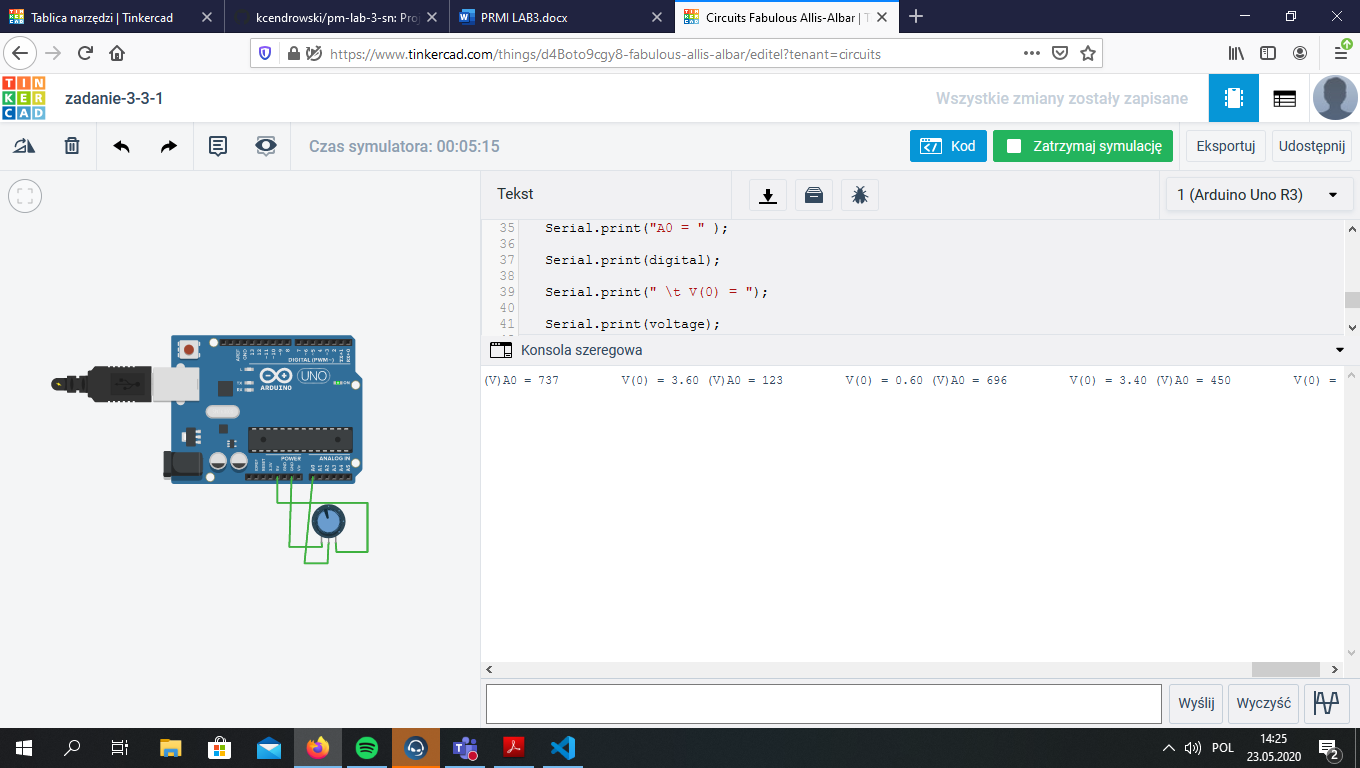 Tablica narzędzi | Tinkercad
kcendrowski/pm-lab-3-sn: Proj
PRMI LAB3.docx
Circuits Fabulous Allis-Albar | T
https://www.tinkercad.com/things/d4Boto9cgy8-fabulous-allis-albar/editel?tenant=circuits
TIN
KER
CAD
zadanie-3-3-1
Wszystkie zmiany zostały zapisane
Czas symulatora: 00:05:15
Kod
Zatrzymaj symulację
Eksportuj
Udostępnij
Tekst
1 (Arduino Uno R3)
35 Serial.print("A0 = " );
36
37 Serial.print(digital);
38
39 Serial.print(" \t V(0) = ");
40
41 Serial.print(voltage);
Konsola szeregowa
(V)A0 = 737 V(0) = 3.60 (V)A0 = 123 V(0) = 0.60 (V)A0 = 696 V(0) = 3.40 (V)A0 = 450 V(0) =
DIGITAL (PWM ~)
UNO
ARDUINO
ON
POWER
ANALOG IN
Wyślij
Wyczyść
POL
14:25
23.05.2020
2